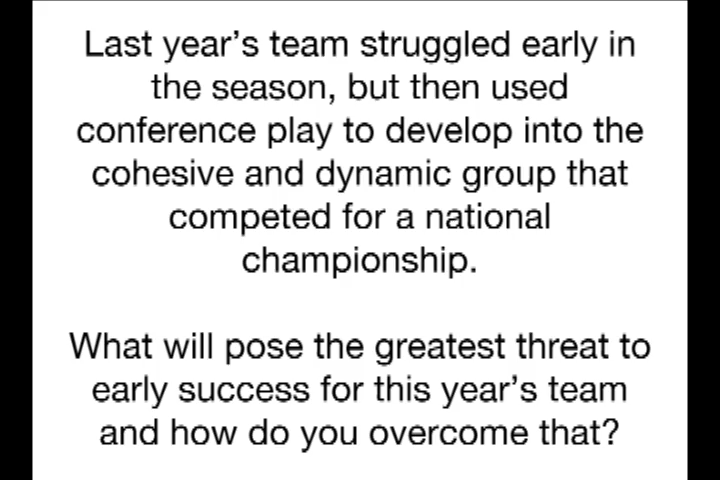 Last year's team struggled early in
the season, but then used
conference play to develop into the
cohesive and dynamic group that
competed for a national
championship.
What will pose the greatest threat to
early success for this year's team
and how do you overcome that?